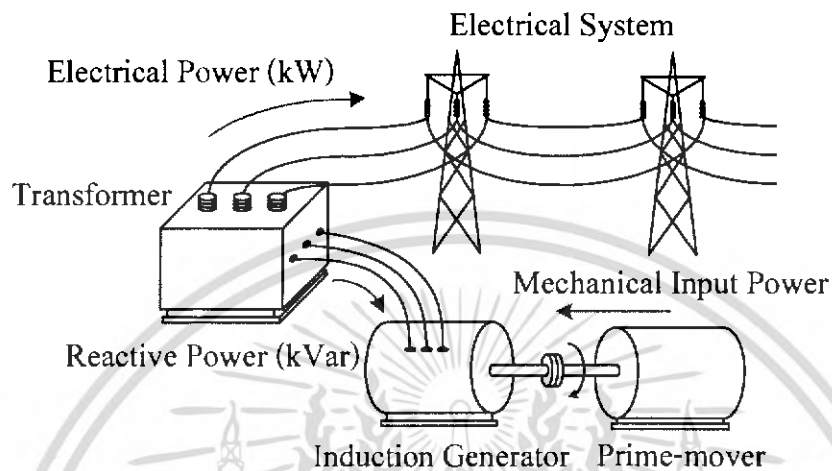 Electrical System
Electrical Power (kW)
Transformer
Mechanical Input Power
Reactive Power (kVar)
Induction Generator
Prime-mover